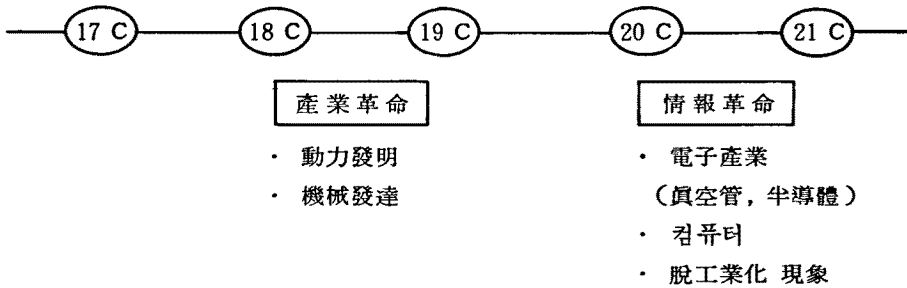 17 C 18 C 19 C 20 C 21 C
産業革命 情報革命
· 動力發明 · 電子産業
· 機械發達 (眞空管, 半導體)
· 컴퓨터
· 脫工業化 現象